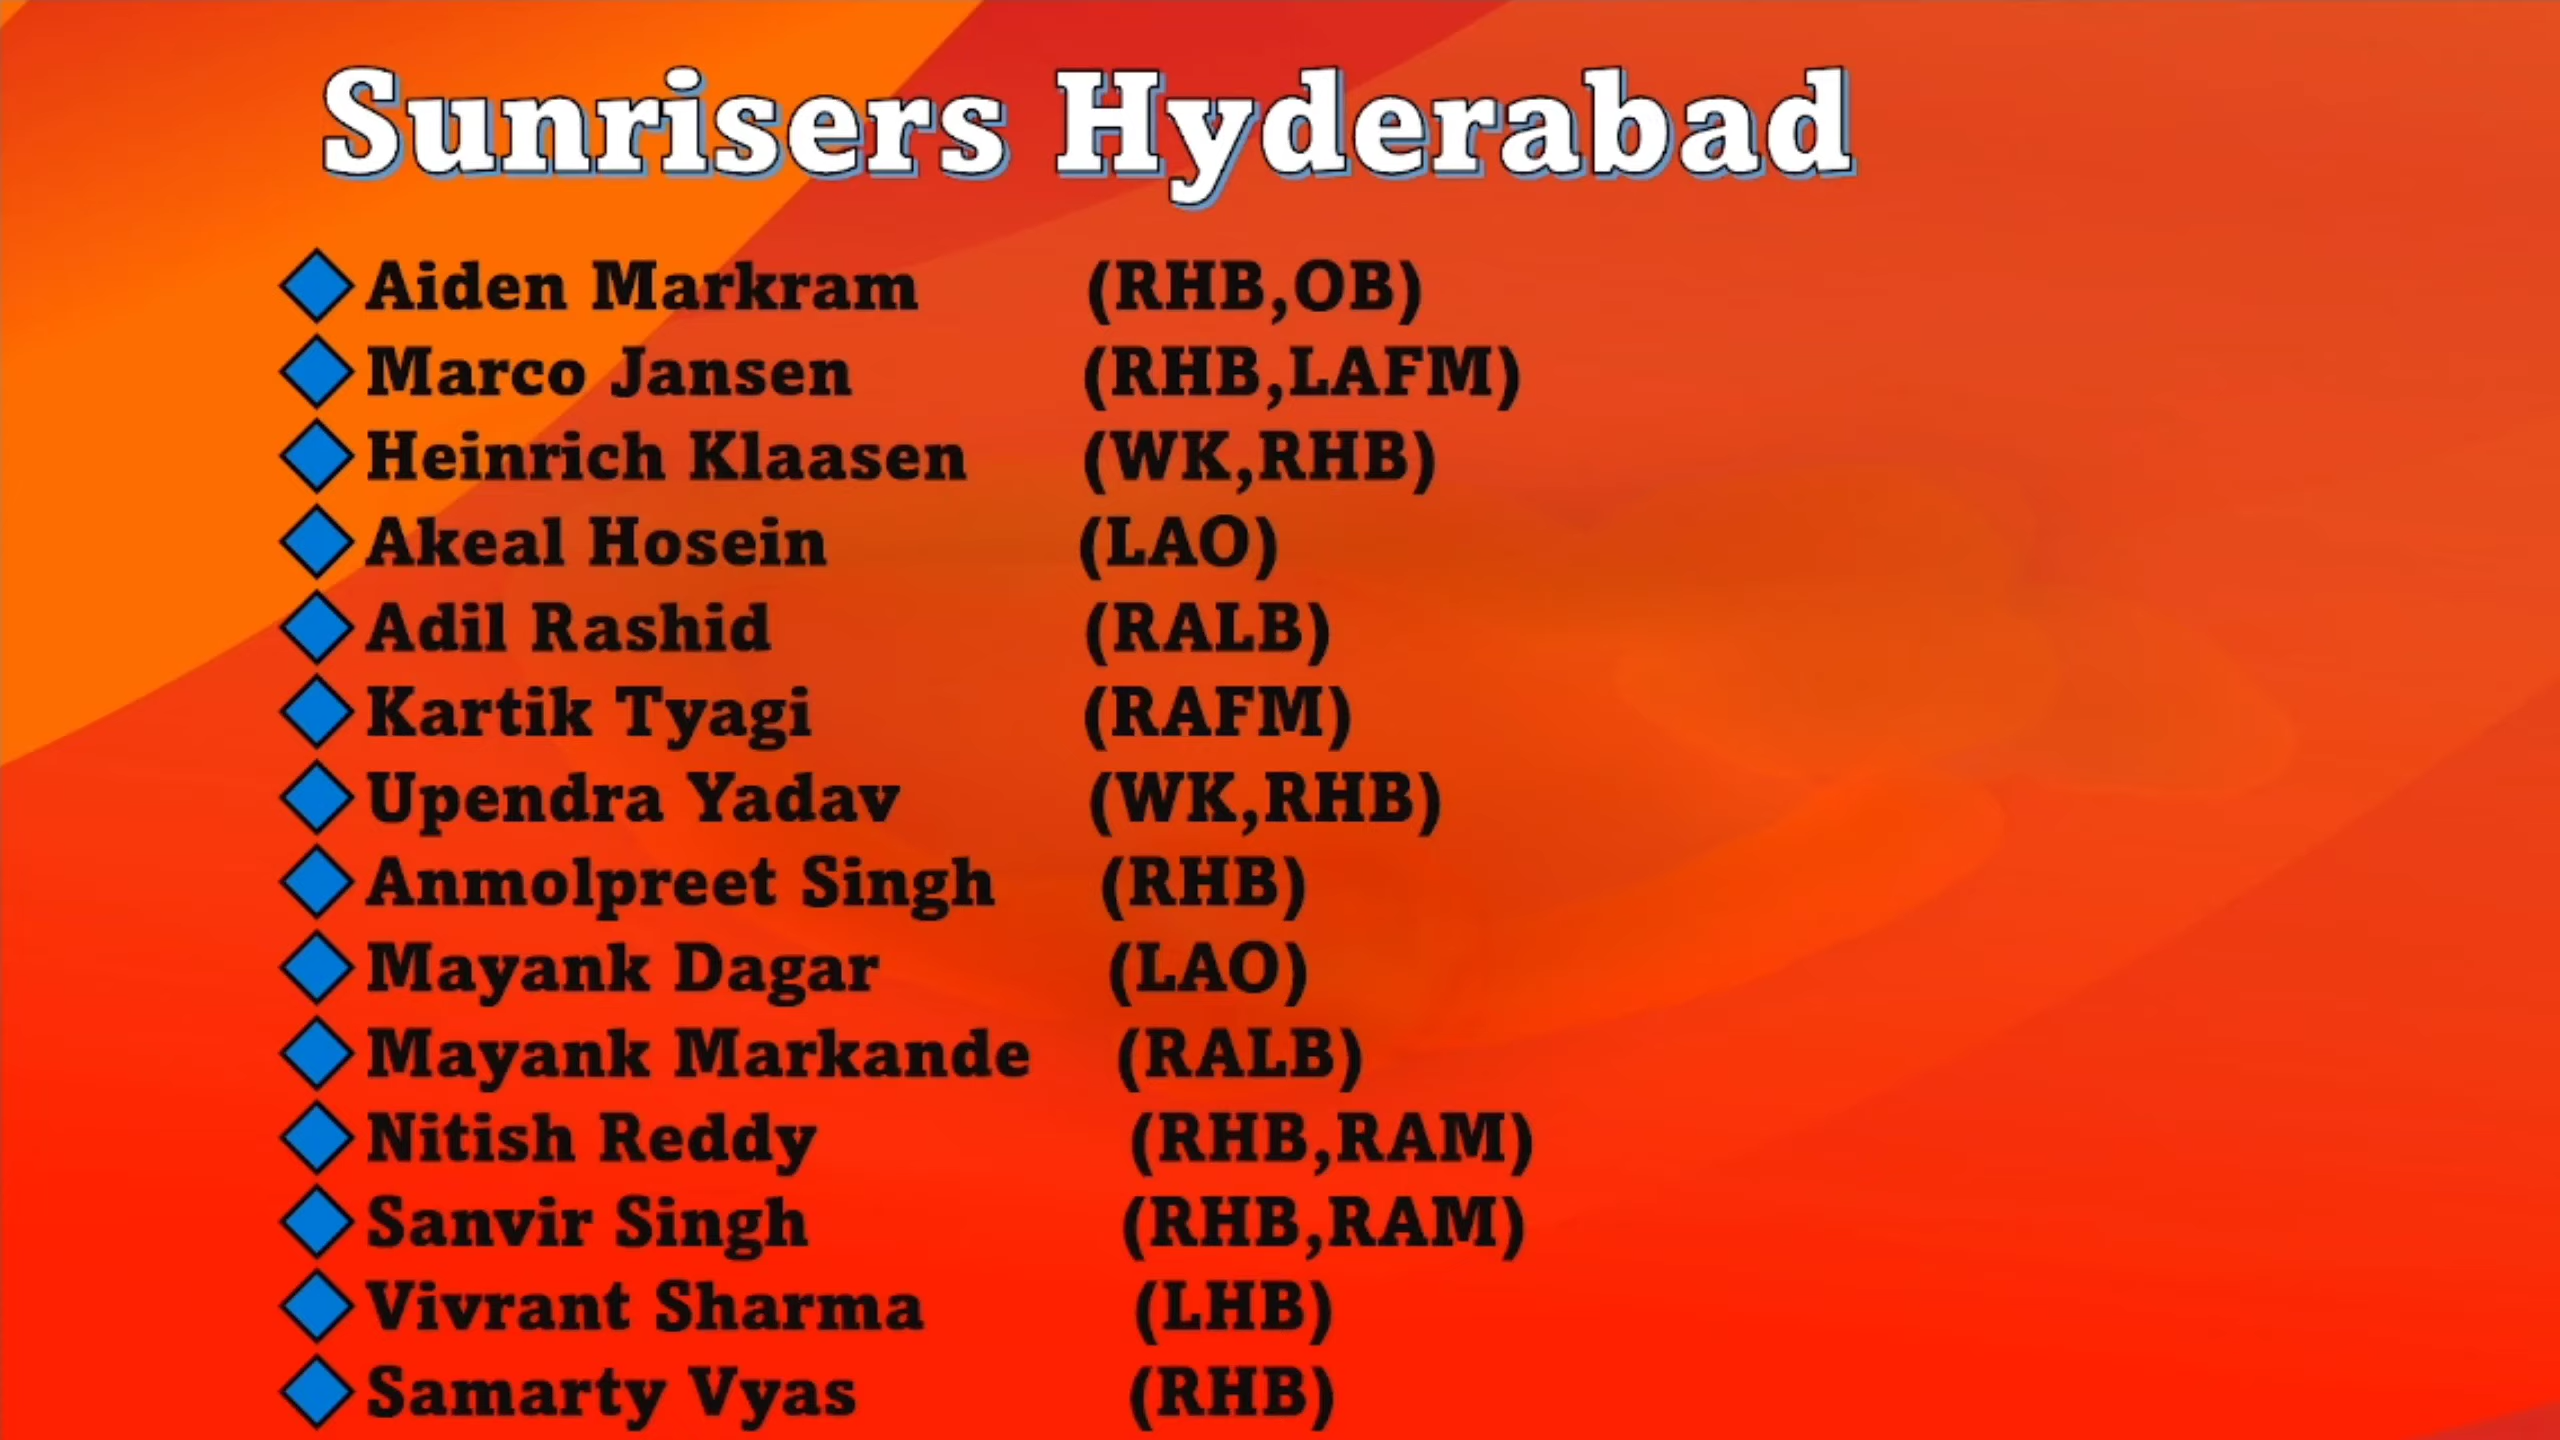 Sunrisers Hyderabad
Aiden Markram (RHB,OB)
Marco Jansen (RHB,LAFM)
Heinrich Klaasen (WK,RHB)
Akeal Hosein (LAO)
Adil Rashid (RALB)
Kartik Tyagi (RAFM)
Upendra Yadav (WK,RHB)
Anmolpreet Singh (RHB)
Mayank Dagar (LAO)
Mayank Markande (RALB)
Nitish Reddy (RHB,RAM)
Sanvir Singh (RHB,RAM)
Vivrant Sharma (LHB)
Samarty Vyas (RHB)